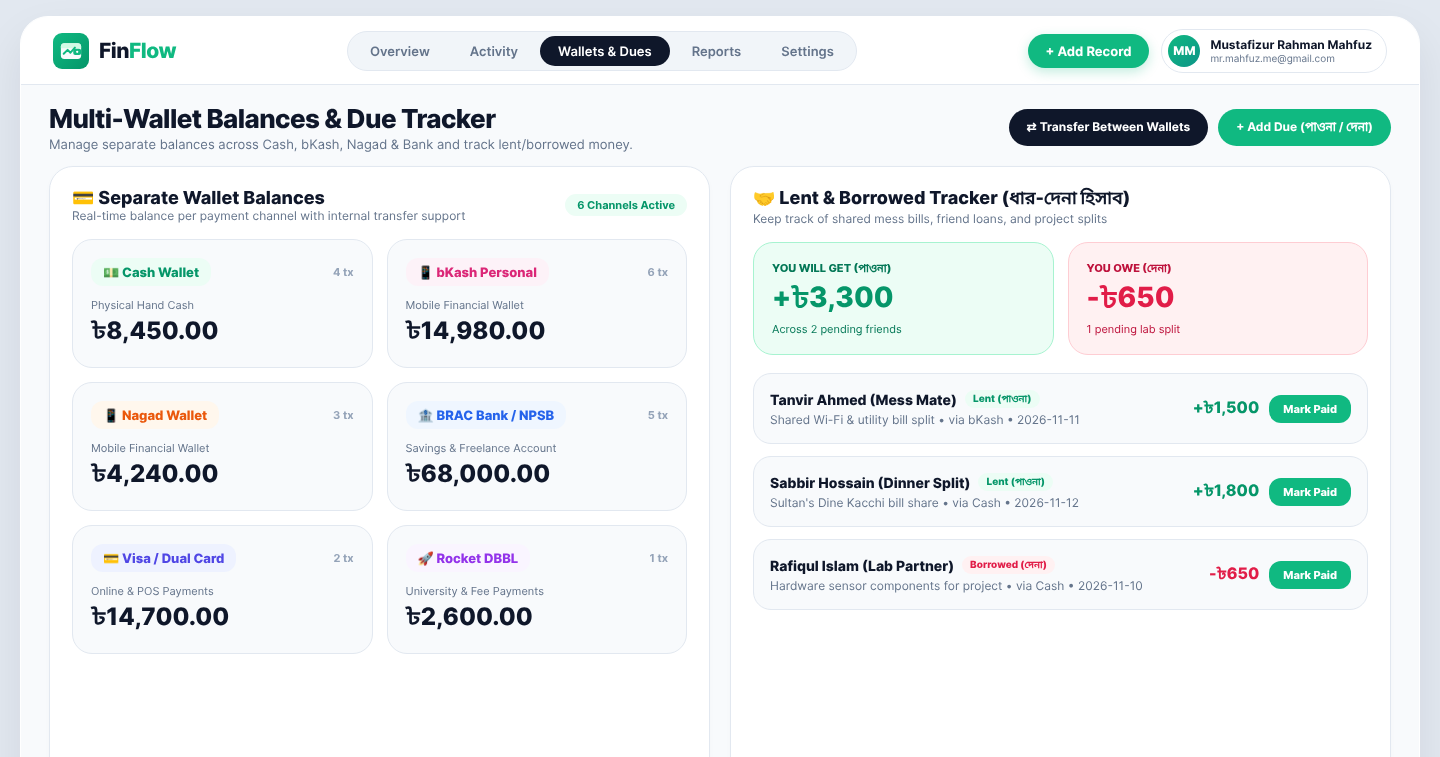 FinFlow
Overview
Activity
Wallets & Dues
Reports
Settings
+ Add Record
MM
Mustafizur Rahman Mahfuz
mr.mahfuz.me@gmail.com
Multi-Wallet Balances & Due Tracker
Manage separate balances across Cash, bKash, Nagad & Bank and track lent/borrowed money.
⇄ Transfer Between Wallets
+ Add Due (পাওনা / দেনা)
💳 Separate Wallet Balances
Real-time balance per payment channel with internal transfer support
6 Channels Active
💵 Cash Wallet
4 tx
Physical Hand Cash
৳8,450.00
📱 bKash Personal
6 tx
Mobile Financial Wallet
৳14,980.00
📱 Nagad Wallet
3 tx
Mobile Financial Wallet
৳4,240.00
🏦 BRAC Bank / NPSB
5 tx
Savings & Freelance Account
৳68,000.00
💳 Visa / Dual Card
2 tx
Online & POS Payments
৳14,700.00
🚀 Rocket DBBL
1 tx
University & Fee Payments
৳2,600.00
🤝 Lent & Borrowed Tracker (ধার-দেনা হিসাব)
Keep track of shared mess bills, friend loans, and project splits
YOU WILL GET (পাওনা)
+৳3,300
Across 2 pending friends
YOU OWE (দেনা)
-৳650
1 pending lab split
Tanvir Ahmed (Mess Mate) Lent (পাওনা)
Shared Wi-Fi & utility bill split • via bKash • 2026-11-11
+৳1,500
Mark Paid
Sabbir Hossain (Dinner Split) Lent (পাওনা)
Sultan's Dine Kacchi bill share • via Cash • 2026-11-12
+৳1,800
Mark Paid
Rafiqul Islam (Lab Partner) Borrowed (দেনা)
Hardware sensor components for project • via Cash • 2026-11-10
-৳650
Mark Paid